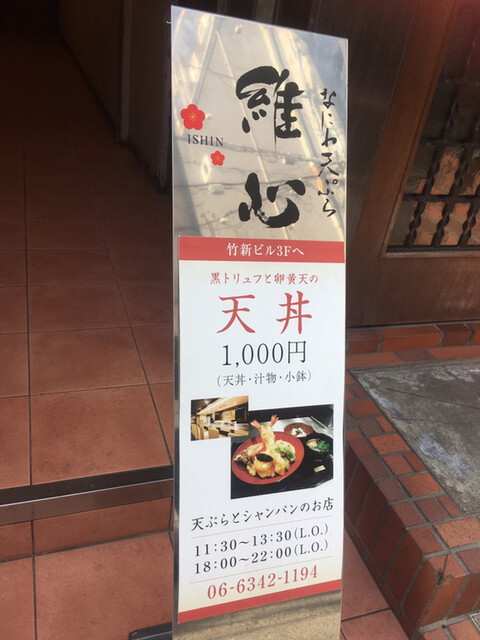 なにわ天ぷら
維心
ISHIN
竹新ビル3Fへ
黒トリュフと卵黄天の
天丼
1,000円
(天丼・汁物・小鉢)
天ぷらとシャンパンのお店
11:30~13:30(L.O.)
18:00~22:00(L.O.)
06-6342-1194